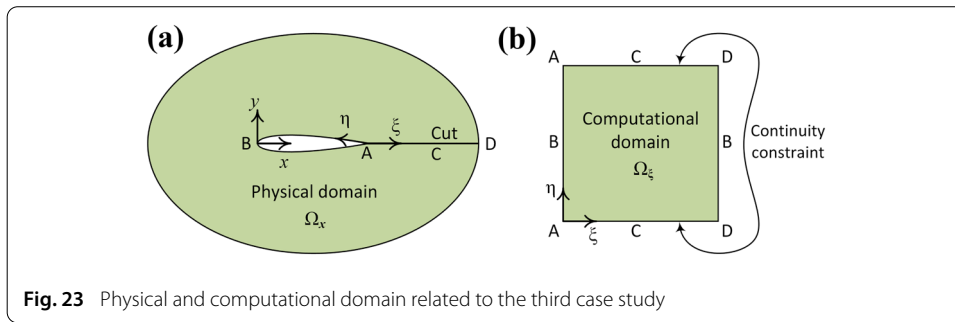 (a)
y
η
ξ
Cut
B
A
C
D
x
Physical domain
Ωx
(b)
A
C
D
B
Computational
domain
Ωξ
B
Continuity
constraint
η
A
ξ
C
D
Fig. 23 Physical and computational domain related to the third case study